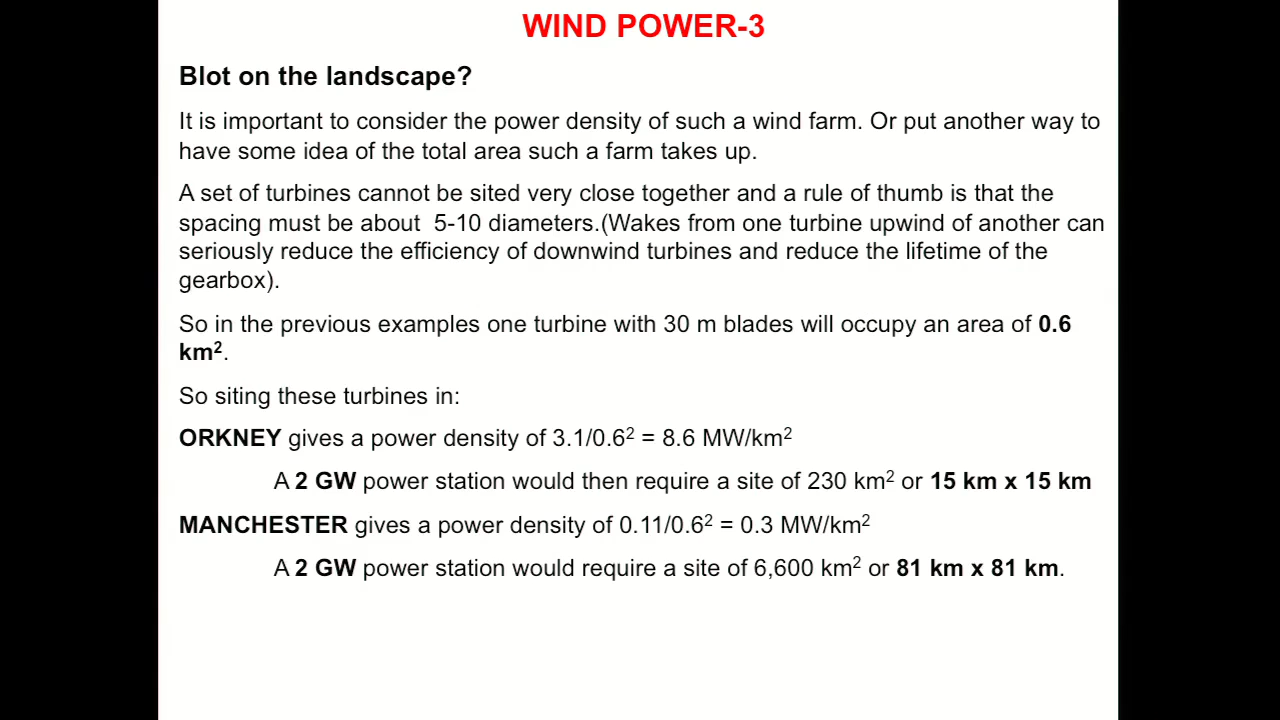 WIND POWER-3
Blot on the landscape?
It is important to consider the power density of such a wind farm. Or put another way to
have some idea of the total area such a farm takes up.
A set of turbines cannot be sited very close together and a rule of thumb is that the
spacing must be about  5-10 diameters.(Wakes from one turbine upwind of another can
seriously reduce the efficiency of downwind turbines and reduce the lifetime of the
gearbox).
So in the previous examples one turbine with 30 m blades will occupy an area of 0.6
km².
So siting these turbines in:
ORKNEY gives a power density of 3.1/0.6² = 8.6 MW/km²
A 2 GW power station would then require a site of 230 km² or 15 km x 15 km
MANCHESTER gives a power density of 0.11/0.6² = 0.3 MW/km²
A 2 GW power station would require a site of 6,600 km² or 81 km x 81 km.